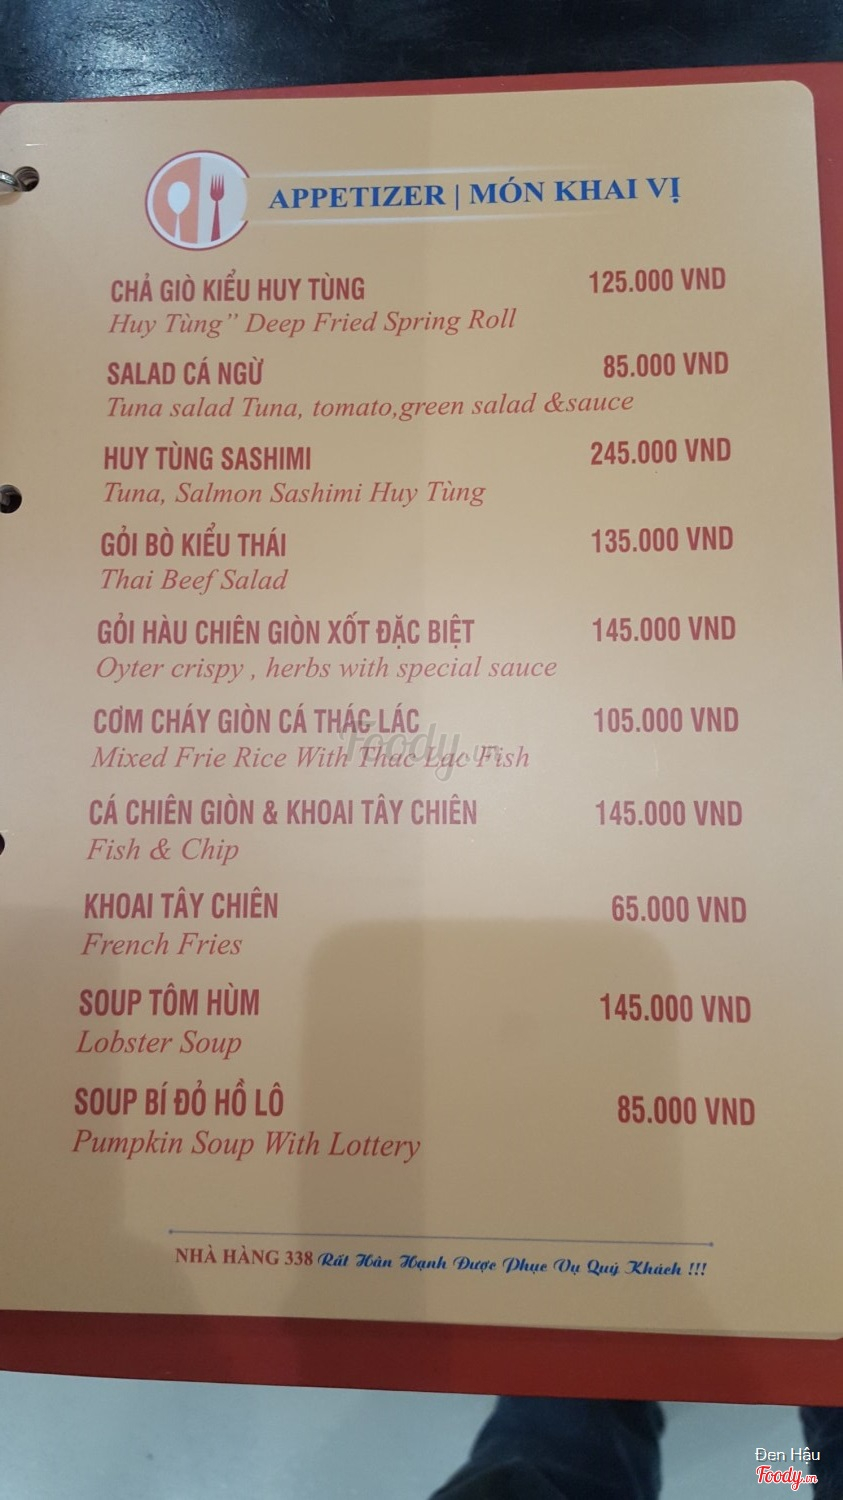 APPETIZER | MÓN KHAI VỊ
CHẢ GIÒ KIỂU HUY TÙNG 125.000 VND
Huy Tùng” Deep Fried Spring Roll
SALAD CÁ NGỪ 85.000 VND
Tuna salad Tuna, tomato,green salad &sauce
HUY TÙNG SASHIMI 245.000 VND
Tuna, Salmon Sashimi Huy Tùng
GỎI BÒ KIỂU THÁI 135.000 VND
Thai Beef Salad
GỎI HÀU CHIÊN GIÒN XỐT ĐẶC BIỆT 145.000 VND
Oyter crispy , herbs with special sauce
CƠM CHÁY GIÒN CÁ THÁC LÁC 105.000 VND
Mixed Frie Rice With Thac Lac Fish
Foody.vn
CÁ CHIÊN GIÒN & KHOAI TÂY CHIÊN 145.000 VND
Fish & Chip
KHOAI TÂY CHIÊN 65.000 VND
French Fries
SOUP TÔM HÙM 145.000 VND
Lobster Soup
SOUP BÍ ĐỎ HỒ LÔ 85.000 VND
Pumpkin Soup With Lottery
NHÀ HÀNG 338 Rất Hân Hạnh Được Phục Vụ Quý Khách !!!
Đen Hậu
Foody.vn